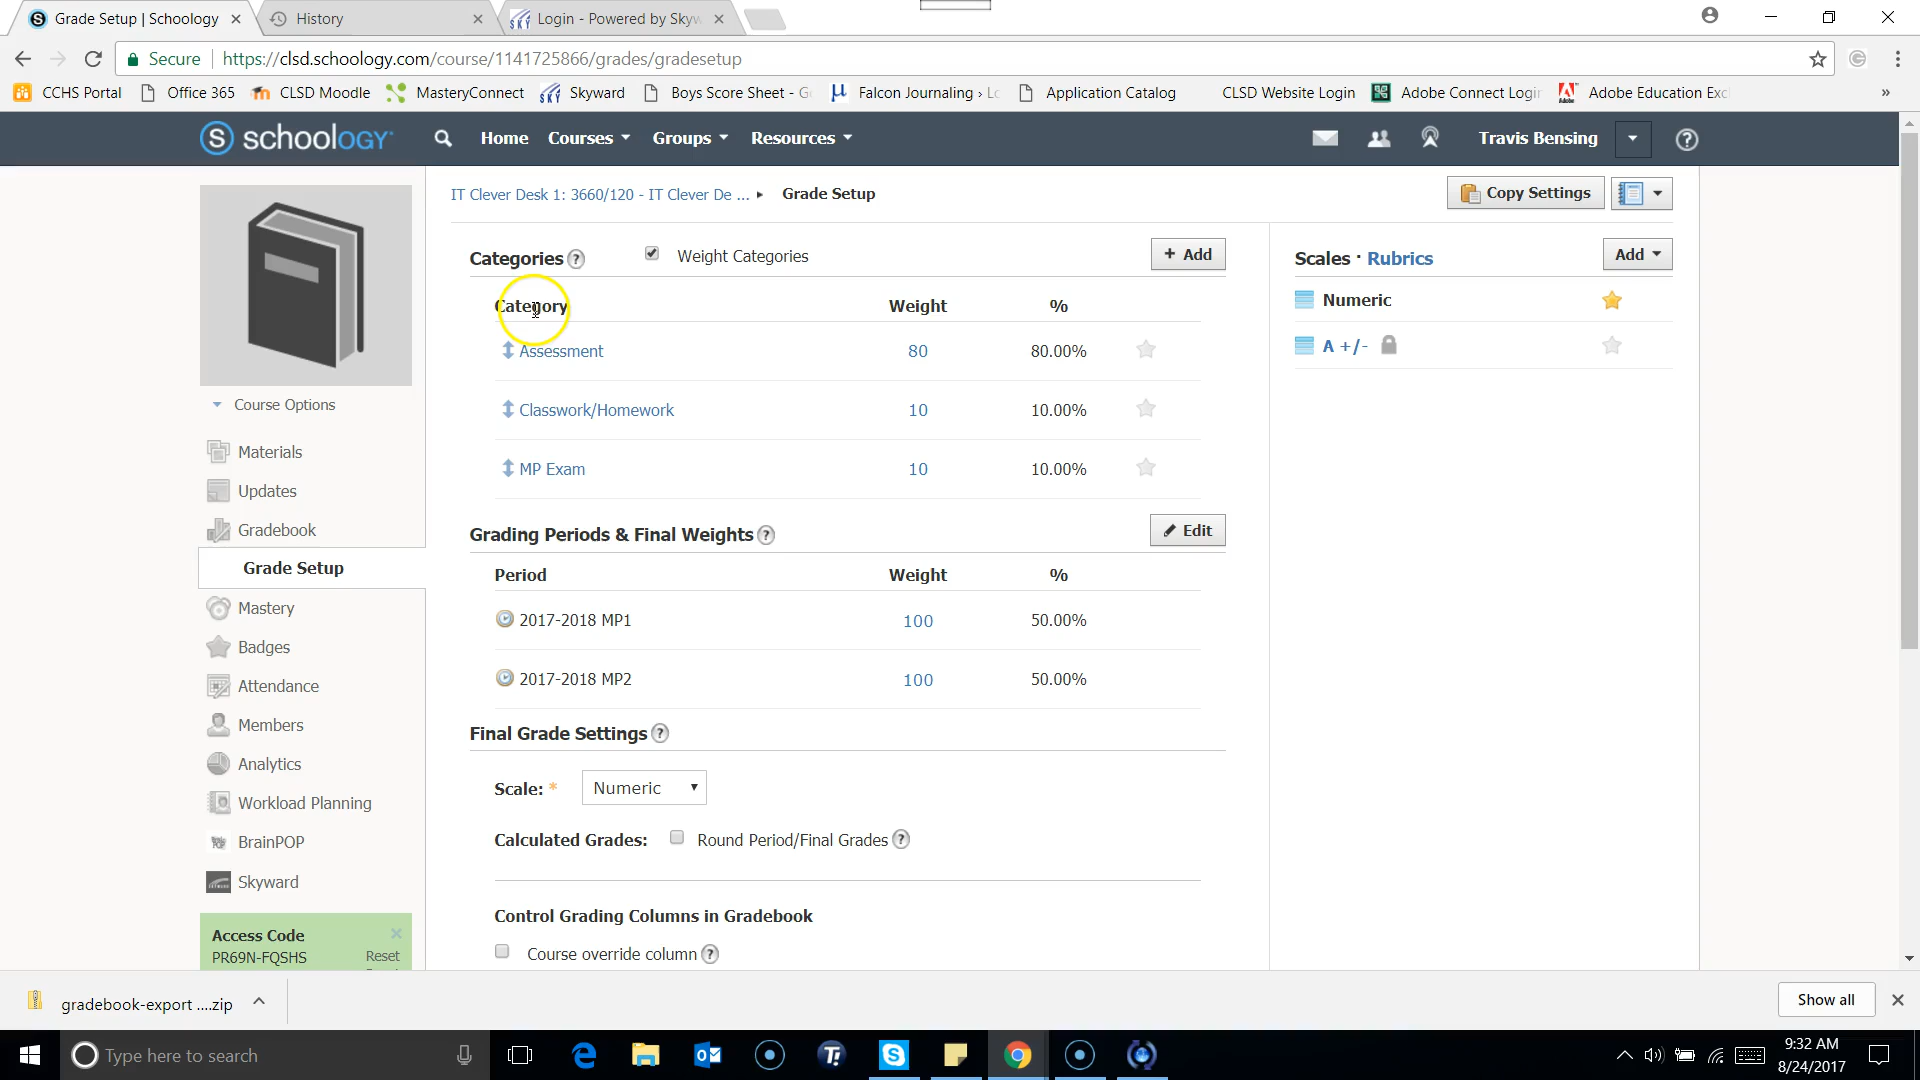 Grade Setup | Schoology
History
Login - Powered by Skyw
Secure https://clsd.schoology.com/course/1141725866/grades/gradesetup
CCHS Portal Office 365 CLSD Moodle MasteryConnect Skyward Boys Score Sheet - G Falcon Journaling › Lo Application Catalog CLSD Website Login Adobe Connect Login Adobe Education Exc »
schoology Home Courses Groups Resources Travis Bensing
IT Clever Desk 1: 3660/120 - IT Clever De ... Grade Setup Copy Settings
Categories Weight Categories + Add
Category Weight %
Assessment 80 80.00%
Classwork/Homework 10 10.00%
MP Exam 10 10.00%
Grading Periods & Final Weights Edit
Period Weight %
2017-2018 MP1 100 50.00%
2017-2018 MP2 100 50.00%
Final Grade Settings
Scale: * Numeric
Calculated Grades: Round Period/Final Grades
Control Grading Columns in Gradebook
Course override column
Scales · Rubrics Add
Numeric
A +/-
Course Options
Materials
Updates
Gradebook
Grade Setup
Mastery
Badges
Attendance
Members
Analytics
Workload Planning
BrainPOP
Skyward
Access Code
PR69N-FQSHS Reset
gradebook-export ....zip
Show all
Type here to search
9:32 AM
8/24/2017